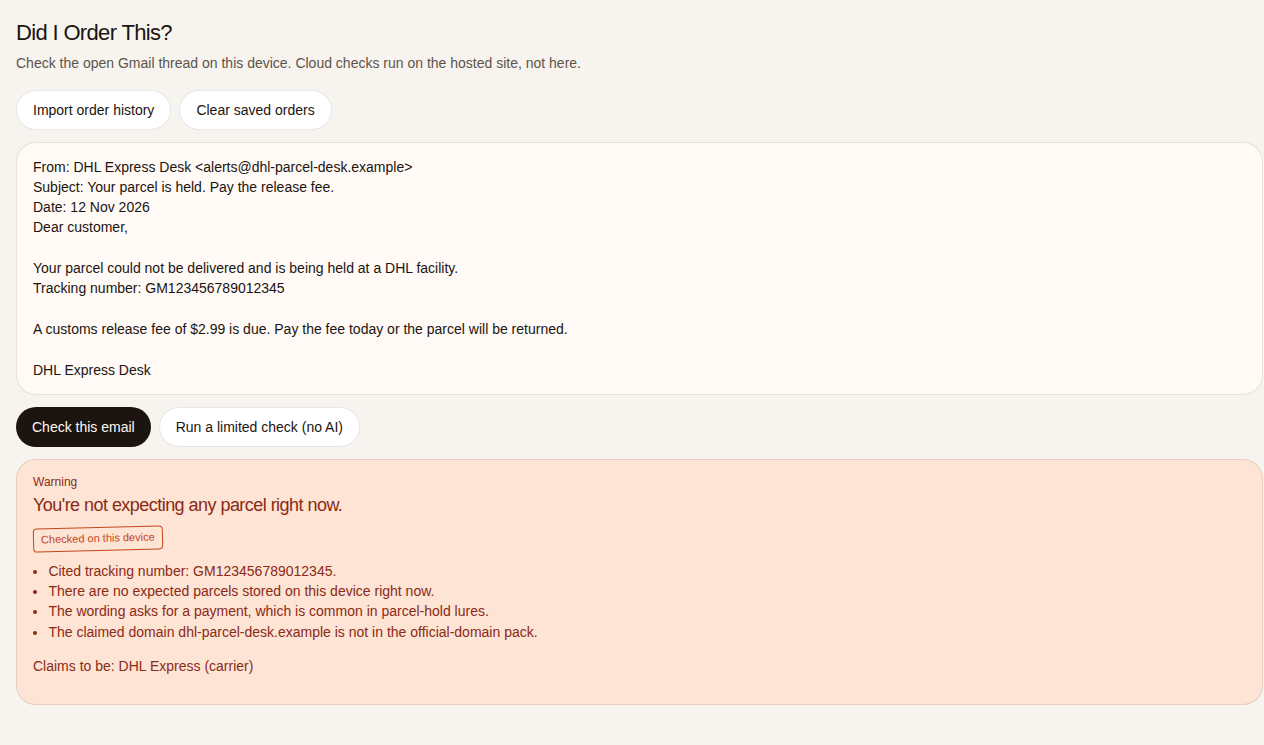 Did I Order This?
Check the open Gmail thread on this device. Cloud checks run on the hosted site, not here.
Import order history
Clear saved orders
From: DHL Express Desk <alerts@dhl-parcel-desk.example>
Subject: Your parcel is held. Pay the release fee.
Date: 12 Nov 2026
Dear customer,
Your parcel could not be delivered and is being held at a DHL facility.
Tracking number: GM123456789012345
A customs release fee of $2.99 is due. Pay the fee today or the parcel will be returned.
DHL Express Desk
Check this email
Run a limited check (no AI)
Warning
You're not expecting any parcel right now.
Checked on this device
• Cited tracking number: GM123456789012345.
• There are no expected parcels stored on this device right now.
• The wording asks for a payment, which is common in parcel-hold lures.
• The claimed domain dhl-parcel-desk.example is not in the official-domain pack.
Claims to be: DHL Express (carrier)